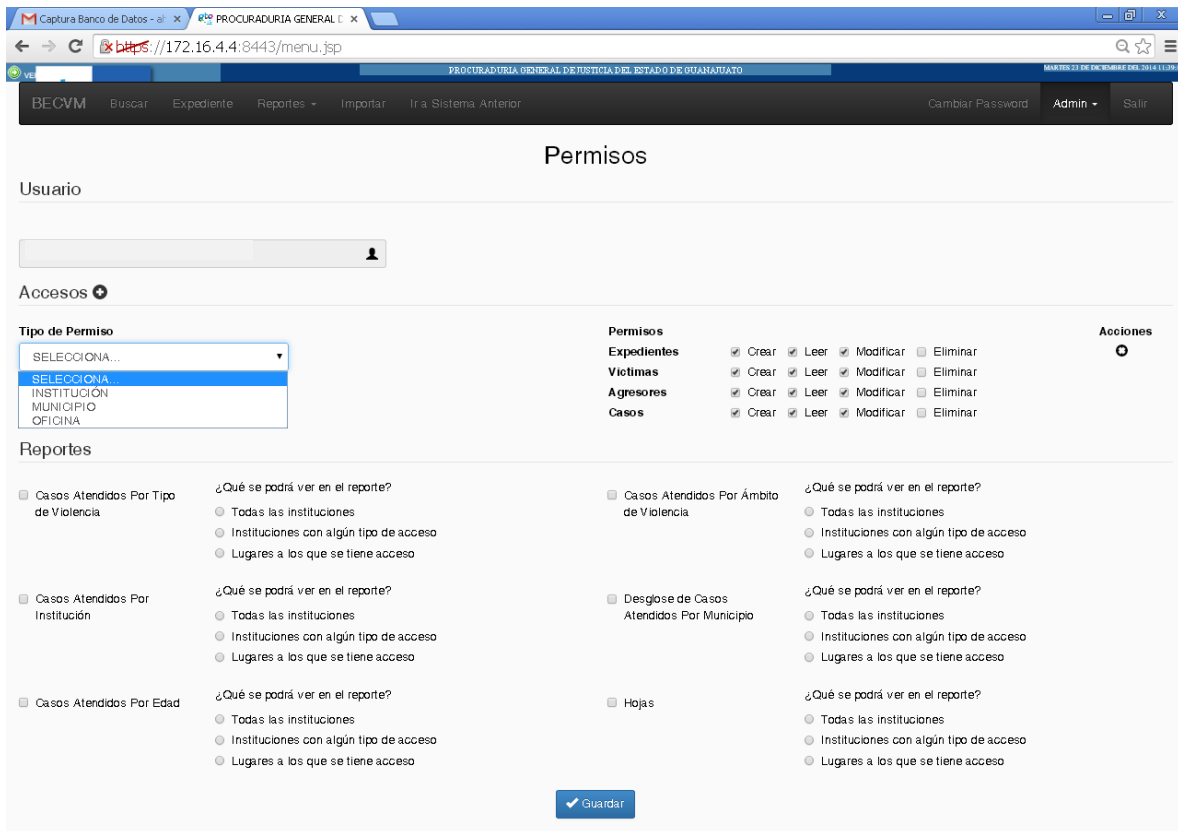 Captura Banco de Datos - ah
PROCURADURIA GENERAL D
https://172.16.4.4:8443/menu.jsp
PROCURADURIA GENERAL DE JUSTICIA DEL ESTADO DE GUANAJUATO
MARTES 23 DE DICIEMBRE DEL 2014 11:39:
BECVM Buscar Expediente Reportes Importar Ir a Sistema Anterior Cambiar Password Admin Salir
Permisos
Usuario
Accesos
Tipo de Permiso Permisos Acciones
SELECCIONA...
SELECCIONA...
INSTITUCIÓN
MUNICIPIO
OFICINA
Expedientes Crear Leer Modificar Eliminar
Víctimas Crear Leer Modificar Eliminar
Agresores Crear Leer Modificar Eliminar
Casos Crear Leer Modificar Eliminar
Reportes
Casos Atendidos Por Tipo
de Violencia
¿Qué se podrá ver en el reporte?
Todas las instituciones
Instituciones con algún tipo de acceso
Lugares a los que se tiene acceso
Casos Atendidos Por Ámbito
de Violencia
¿Qué se podrá ver en el reporte?
Todas las instituciones
Instituciones con algún tipo de acceso
Lugares a los que se tiene acceso
Casos Atendidos Por
Institución
¿Qué se podrá ver en el reporte?
Todas las instituciones
Instituciones con algún tipo de acceso
Lugares a los que se tiene acceso
Desglose de Casos
Atendidos Por Municipio
¿Qué se podrá ver en el reporte?
Todas las instituciones
Instituciones con algún tipo de acceso
Lugares a los que se tiene acceso
Casos Atendidos Por Edad
¿Qué se podrá ver en el reporte?
Todas las instituciones
Instituciones con algún tipo de acceso
Lugares a los que se tiene acceso
Hojas
¿Qué se podrá ver en el reporte?
Todas las instituciones
Instituciones con algún tipo de acceso
Lugares a los que se tiene acceso
Guardar